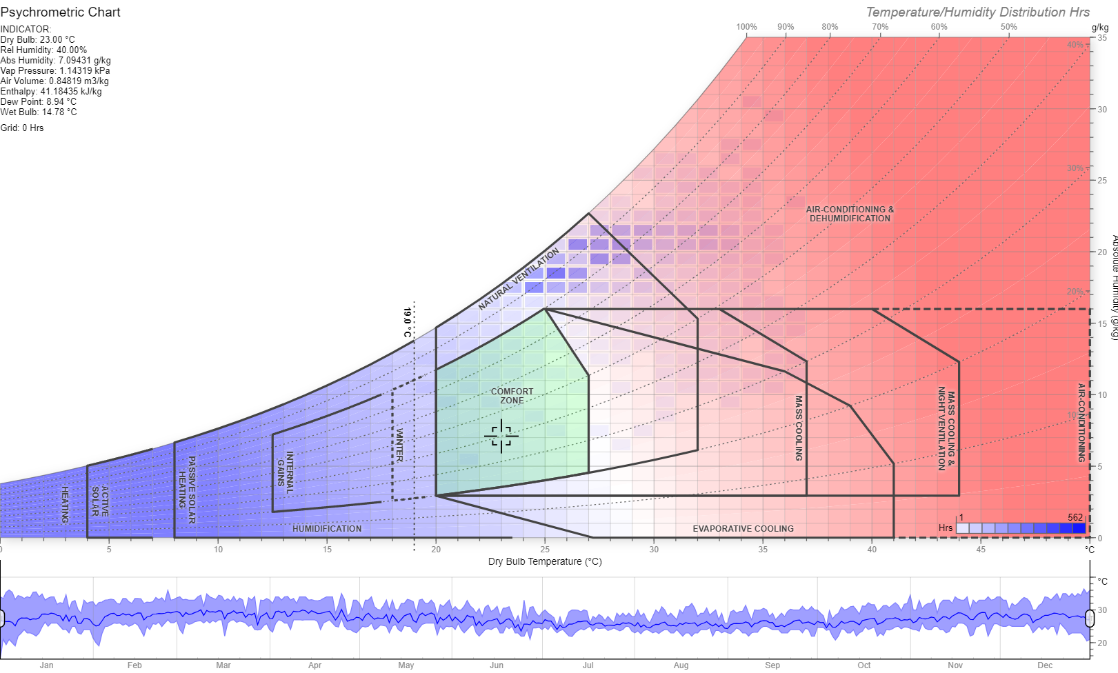 Psychrometric Chart
Temperature/Humidity Distribution Hrs
INDICATOR:
Dry Bulb: 23.00 °C
Rel Humidity: 40.00%
Abs Humidity: 7.09431 g/kg
Vap Pressure: 1.14319 kPa
Air Volume: 0.84819 m3/kg
Enthalpy: 41.18435 kJ/kg
Dew Point: 8.94 °C
Wet Bulb: 14.78 °C
Grid: 0 Hrs
100% 90% 80% 70% 60% 50%
g/kg
35
40%
30
30%
25
AIR-CONDITIONING &
DEHUMIDIFICATION
20
NATURAL VENTILATION
20%
Absolute Humidity (g/kg)
19.0 °C
15
COMFORT
ZONE
10
10%
WINTER
MASS COOLING
MASS COOLING &
NIGHT VENTILATION
AIR-CONDITIONING
INTERNAL
GAINS
PASSIVE SOLAR
HEATING
ACTIVE
SOLAR
HEATING
5
HUMIDIFICATION
EVAPORATIVE COOLING
1 562
Hrs
0
5 10 15 20 25 30 35 40 45 °C
Dry Bulb Temperature (°C)
°C
30
20
Jan Feb Mar Apr May Jun Jul Aug Sep Oct Nov Dec